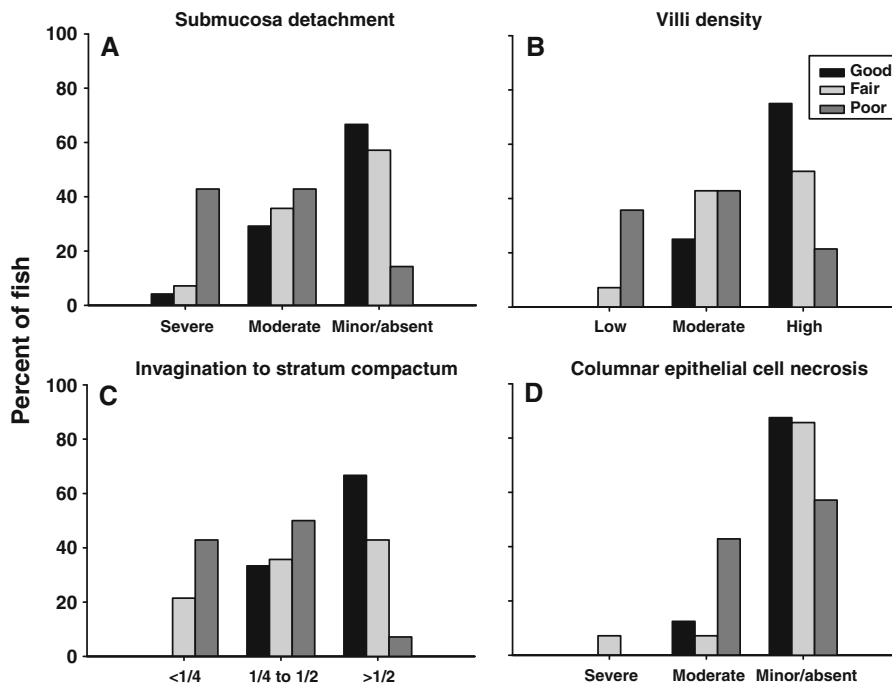 Submucosa detachment
A
100
80
60
40
20
0
Severe Moderate Minor/absent
Villi density
B
Good
Fair
Poor
Low Moderate High
Percent of fish
Invagination to stratum compactum
C
100
80
60
40
20
0
<1/4 1/4 to 1/2 >1/2
Columnar epithelial cell necrosis
D
Severe Moderate Minor/absent